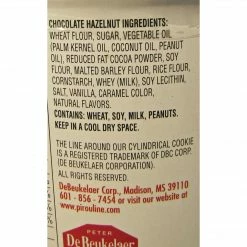 CHOCOLATE HAZELNUT INGREDIENTS:
WHEAT FLOUR, SUGAR, VEGETABLE OIL
(PALM KERNEL OIL, COCONUT OIL, PEANUT
OIL), REDUCED FAT COCOA POWDER, SOY
FLOUR, MALTED BARLEY FLOUR, RICE FLOUR,
CORNSTARCH, WHEY (MILK), SOY LECITHIN,
SALT, VANILLA, CARAMEL COLOR,
NATURAL FLAVORS.
CONTAINS: WHEAT, SOY, MILK, PEANUTS.
KEEP IN A COOL DRY SPACE.
THE LINE AROUND OUR CYLINDRICAL COOKIE
IS A REGISTERED TRADEMARK OF DBC CORP.
(DE BEUKELAER CORPORATION).
ALL RIGHTS RESERVED.
DeBeukelaer Corp., Madison, MS 39110
601 - 856 - 7454 or visit us at
www.pirouline.com
PETER
DeBeukelaer